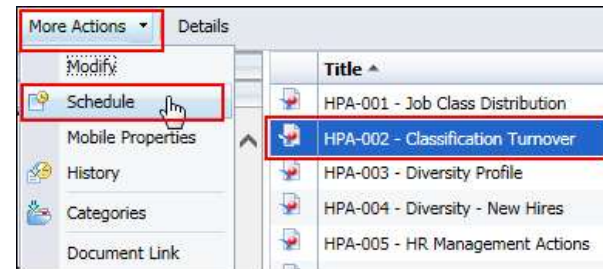 More Actions Details
Modify
Schedule
Mobile Properties
History
Categories
Document Link
Title
HPA-001 - Job Class Distribution
HPA-002 - Classification Turnover
HPA-003 - Diversity Profile
HPA-004 - Diversity - New Hires
HPA-005 - HR Management Actions